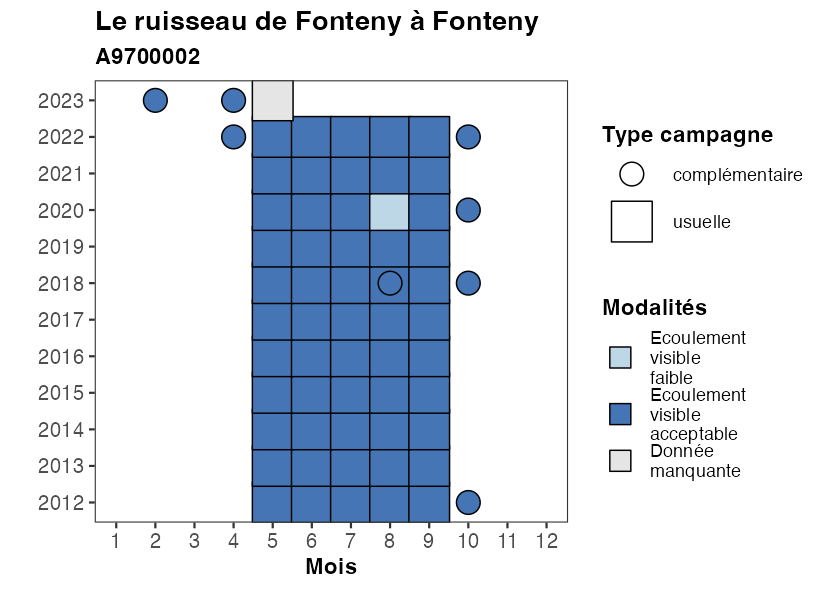 Le ruisseau de Fonteny à Fonteny
A9700002
2023
2022
2021
2020
2019
2018
2017
2016
2015
2014
2013
2012
1 2 3 4 5 6 7 8 9 10 11 12
Mois
Type campagne
complémentaire
usuelle
Modalités
Ecoulement
visible
faible
Ecoulement
visible
acceptable
Donnée
manquante